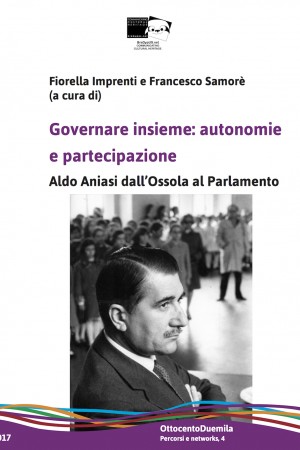 Fiorella Imprenti e Francesco Samorè
(a cura di)
Governare insieme: autonomie
e partecipazione
Aldo Aniasi dall’Ossola al Parlamento
017
OttocentoDuemila
Percorsi e networks, 4